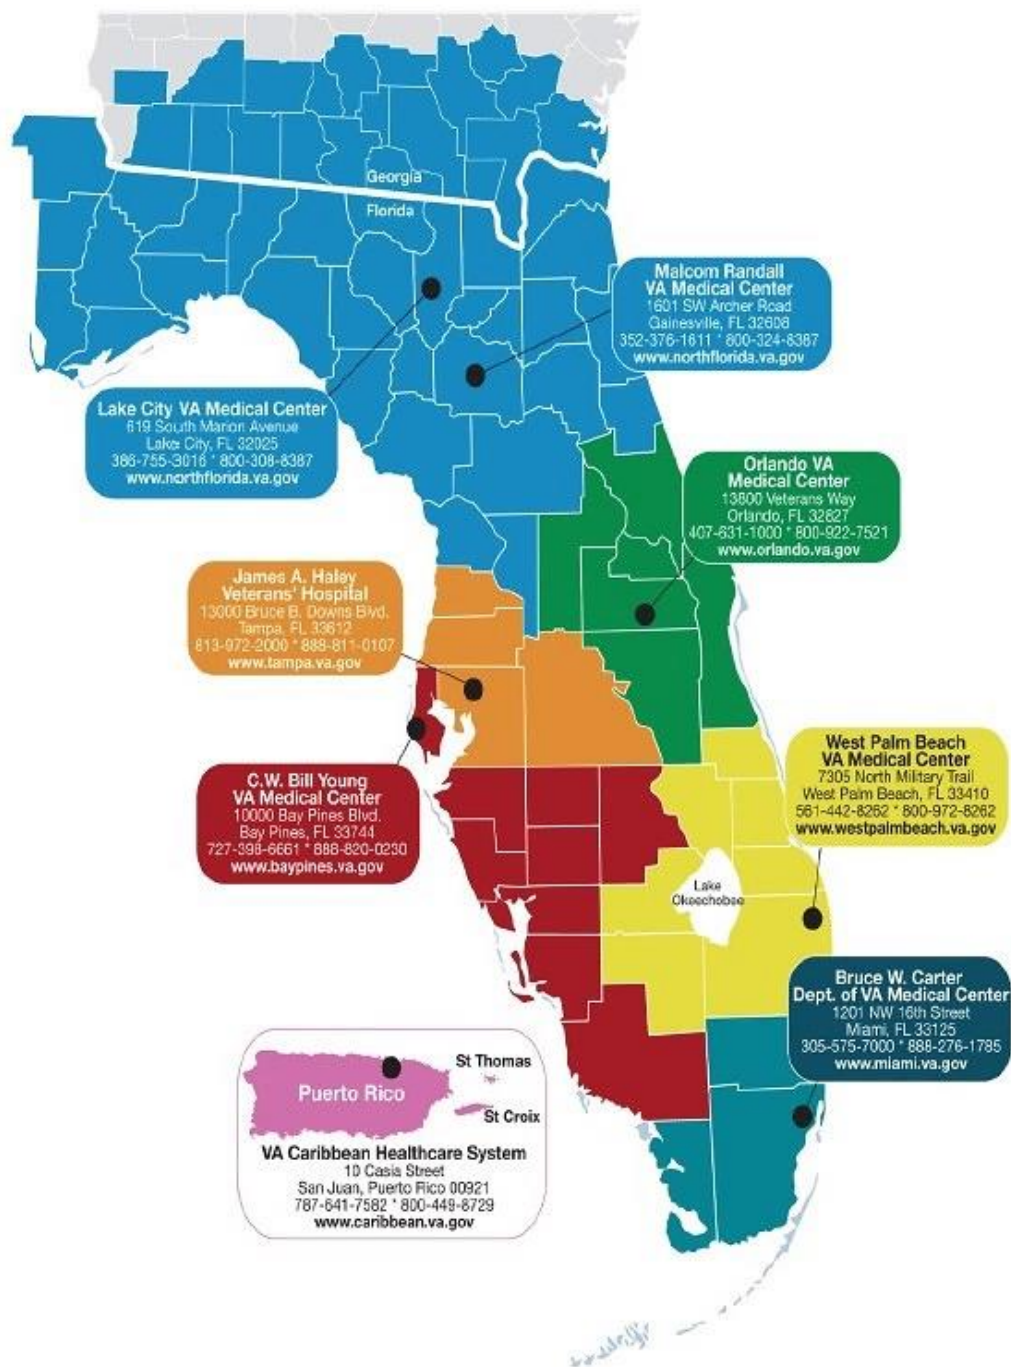 Georgia
Florida
Malcom Randall
VA Medical Center
1601 SW Archer Road
Gainesville, FL 32608
352-376-1611 * 800-324-8387
www.northflorida.va.gov
Lake City VA Medical Center
619 South Marion Avenue
Lake City, FL 32025
386-755-3016 * 800-308-8387
www.northflorida.va.gov
Orlando VA
Medical Center
13800 Veterans Way
Orlando, FL 32827
407-631-1000 * 800-922-7521
www.orlando.va.gov
James A. Haley
Veterans' Hospital
13000 Bruce B. Downs Blvd.
Tampa, FL 33612
813-972-2000 * 888-811-0107
www.tampa.va.gov
C.W. Bill Young
VA Medical Center
10000 Bay Pines Blvd.
Bay Pines, FL 33744
727-398-6661 * 888-820-0230
www.baypines.va.gov
West Palm Beach
VA Medical Center
7305 North Military Trail
West Palm Beach, FL 33410
561-442-8262 * 800-972-8262
www.westpalmbeach.va.gov
Lake
Okeechobee
Bruce W. Carter
Dept. of VA Medical Center
1201 NW 16th Street
Miami, FL 33125
305-575-7000 * 888-276-1785
www.miami.va.gov
St Thomas
Puerto Rico
St Croix
VA Caribbean Healthcare System
10 Casia Street
San Juan, Puerto Rico 00921
787-641-7582 * 800-449-8729
www.caribbean.va.gov